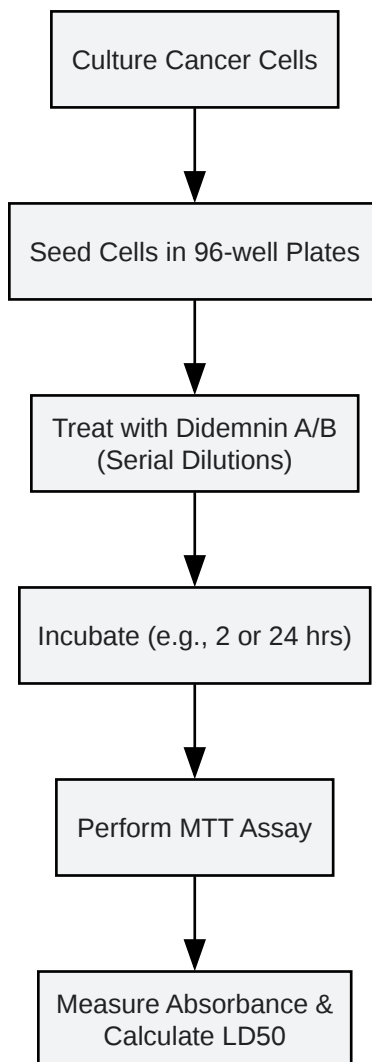 Culture Cancer Cells
Seed Cells in 96-well Plates
Treat with Didemnin A/B
(Serial Dilutions)
Incubate (e.g., 2 or 24 hrs)
Perform MTT Assay
Measure Absorbance &
Calculate LD50